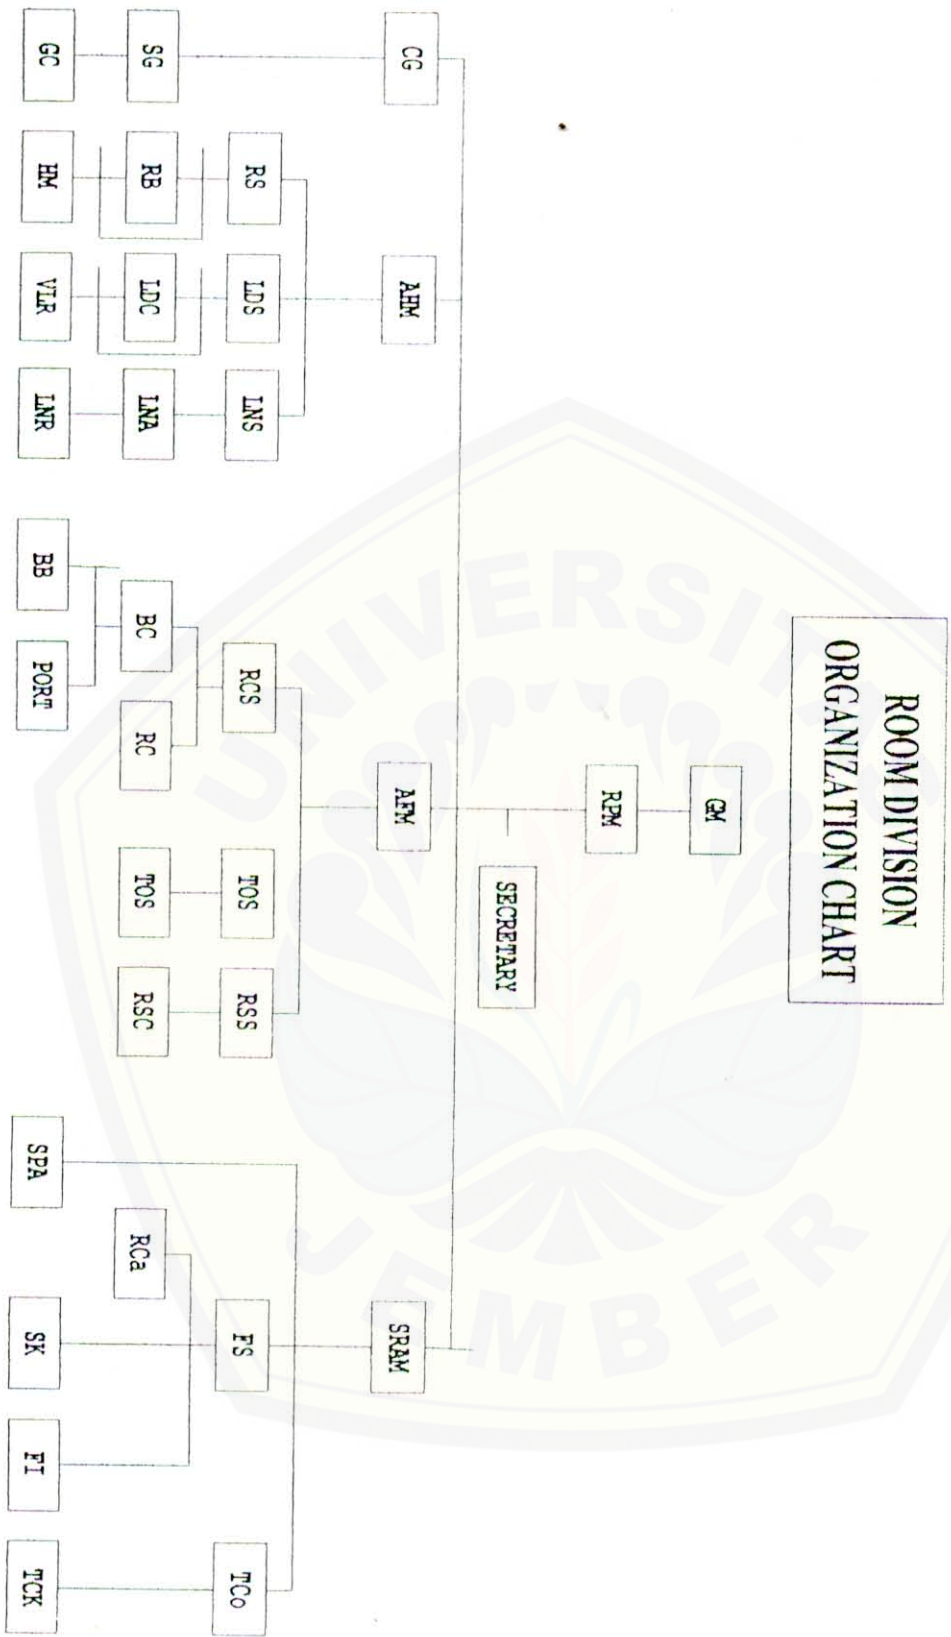 ROOM DIVISION
ORGANIZATION CHART
GM
RPM
SECRETARY
CG
AHM
AFM
SRAM
RS
LDS
LNS
RCS
TOS
RSS
FS
TCo
SG
RB
LDC
LNA
BC
RC
TOS
RSC
RCa
GC
HM
VLR
LNR
BB
PORT
SPA
SK
FI
TCK
UNIVERSITAS
JEMBER